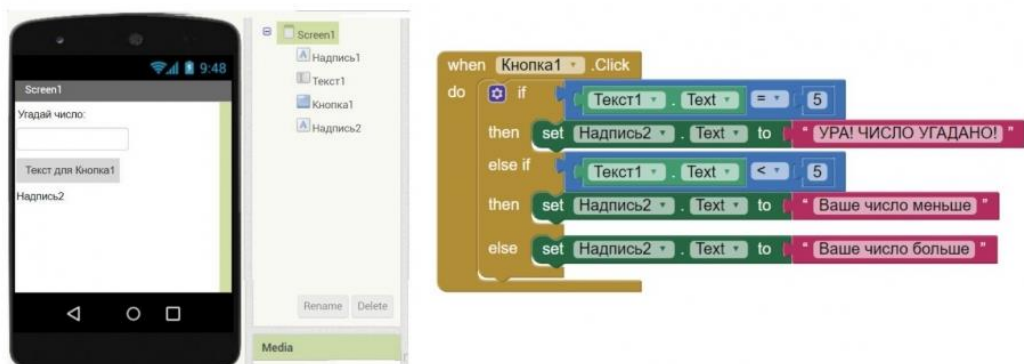 9:48
Screen1
Угадай число:
Текст для Кнопка1
Надпись2
Screen1
Надпись1
Текст1
Кнопка1
Надпись2
Rename Delete
Media
when Кнопка1 .Click
do if Текст1 . Text = 5
then set Надпись2 . Text to " УРА! ЧИСЛО УГАДАНО! "
else if Текст1 . Text < 5
then set Надпись2 . Text to " Ваше число меньше "
else set Надпись2 . Text to " Ваше число больше "